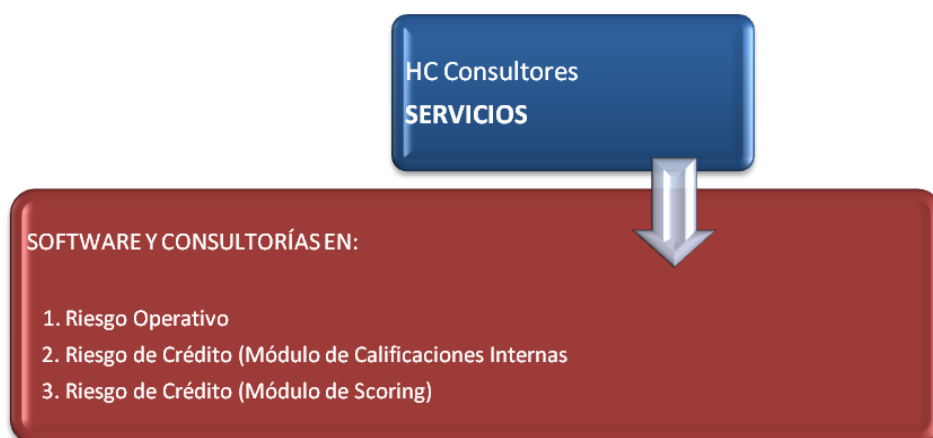 HC Consultores
SERVICIOS
SOFTWARE Y CONSULTORÍAS EN:
1. Riesgo Operativo
2. Riesgo de Crédito (Módulo de Calificaciones Internas
3. Riesgo de Crédito (Módulo de Scoring)